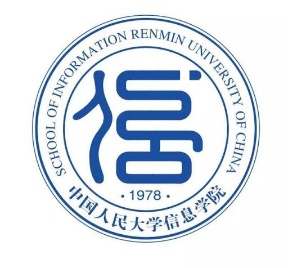 SCHOOL OF INFORMATION RENMIN UNIVERSITY OF CHINA
信
· 1978 ·
中国人民大学信息学院